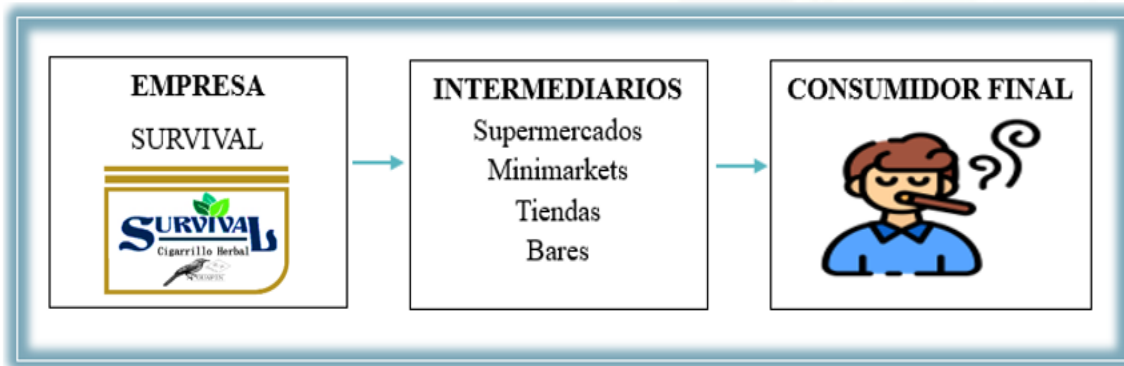 EMPRESA
SURVIVAL
SURVIVAL
Cigarrillo Herbal
INTERMEDIARIOS
Supermercados
Minimarkets
Tiendas
Bares
CONSUMIDOR FINAL